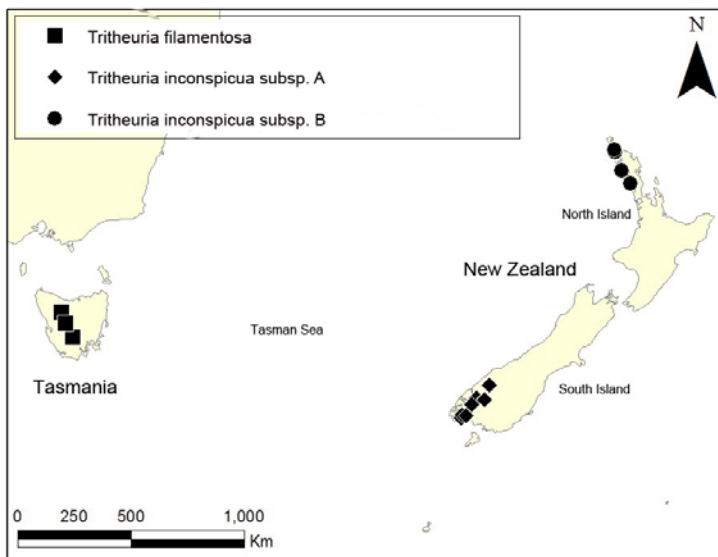 Tritheuria filamentosa
Tritheuria inconspicua subsp. A
Tritheuria inconspicua subsp. B
N
North Island
New Zealand
Tasman Sea
Tasmania
South Island
0 250 500 1,000
Km